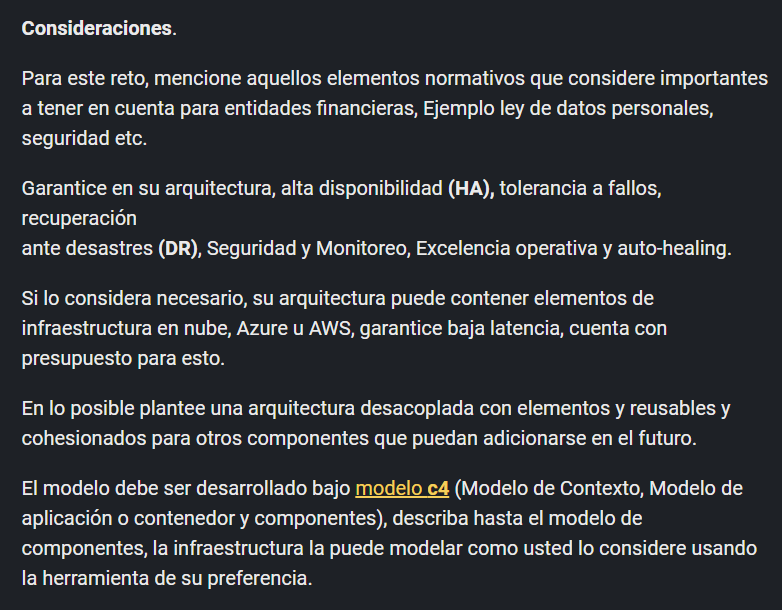 Consideraciones.
Para este reto, mencione aquellos elementos normativos que considere importantes
a tener en cuenta para entidades financieras, Ejemplo ley de datos personales,
seguridad etc.
Garantice en su arquitectura, alta disponibilidad (HA), tolerancia a fallos,
recuperación
ante desastres (DR), Seguridad y Monitoreo, Excelencia operativa y auto-healing.
Si lo considera necesario, su arquitectura puede contener elementos de
infraestructura en nube, Azure u AWS, garantice baja latencia, cuenta con
presupuesto para esto.
En lo posible plantee una arquitectura desacoplada con elementos y reusables y
cohesionados para otros componentes que puedan adicionarse en el futuro.
El modelo debe ser desarrollado bajo modelo c4 (Modelo de Contexto, Modelo de
aplicación o contenedor y componentes), describa hasta el modelo de
componentes, la infraestructura la puede modelar como usted lo considere usando
la herramienta de su preferencia.